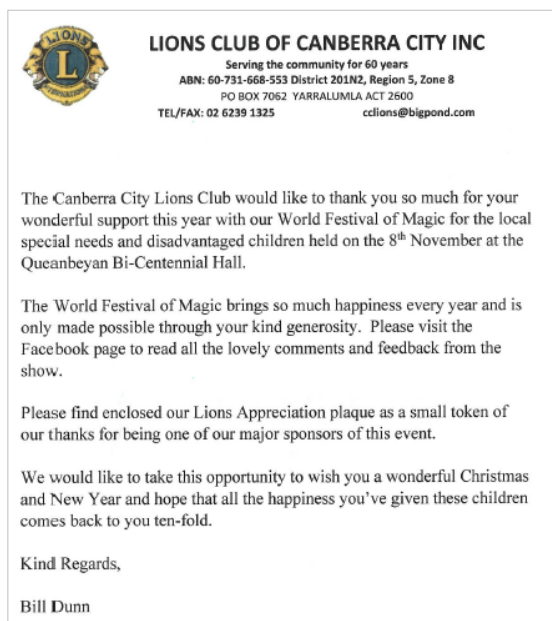 LIONS
L
INTERNATIONAL
LIONS CLUB OF CANBERRA CITY INC
Serving the community for 60 years
ABN: 60-731-668-553 District 201N2, Region 5, Zone 8
PO BOX 7062 YARRALUMLA ACT 2600
TEL/FAX: 02 6239 1325 cclions@bigpond.com
The Canberra City Lions Club would like to thank you so much for your
wonderful support this year with our World Festival of Magic for the local
special needs and disadvantaged children held on the 8th November at the
Queanbeyan Bi-Centennial Hall.
The World Festival of Magic brings so much happiness every year and is
only made possible through your kind generosity. Please visit the
Facebook page to read all the lovely comments and feedback from the
show.
Please find enclosed our Lions Appreciation plaque as a small token of
our thanks for being one of our major sponsors of this event.
We would like to take this opportunity to wish you a wonderful Christmas
and New Year and hope that all the happiness you've given these children
comes back to you ten-fold.
Kind Regards,
Bill Dunn